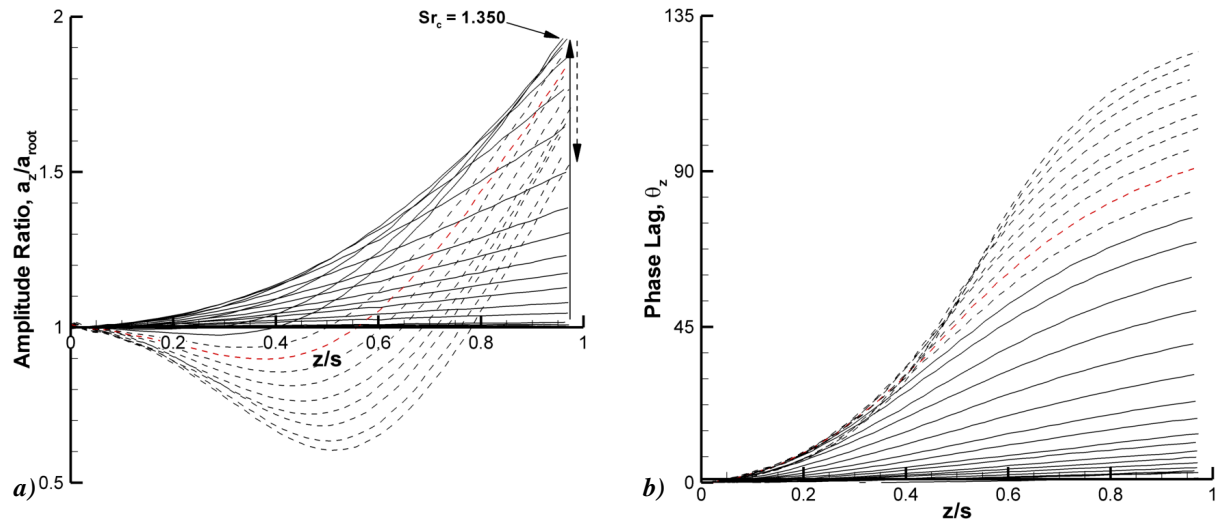 Sr_c = 1.350
2
1.5
1
0.5
Amplitude Ratio, a_z/a_root
0
0.2
0.4
0.6
0.8
1
z/s
a)
135
90
45
0
Phase Lag, θ_z
0
0.2
0.4
0.6
0.8
1
z/s
b)